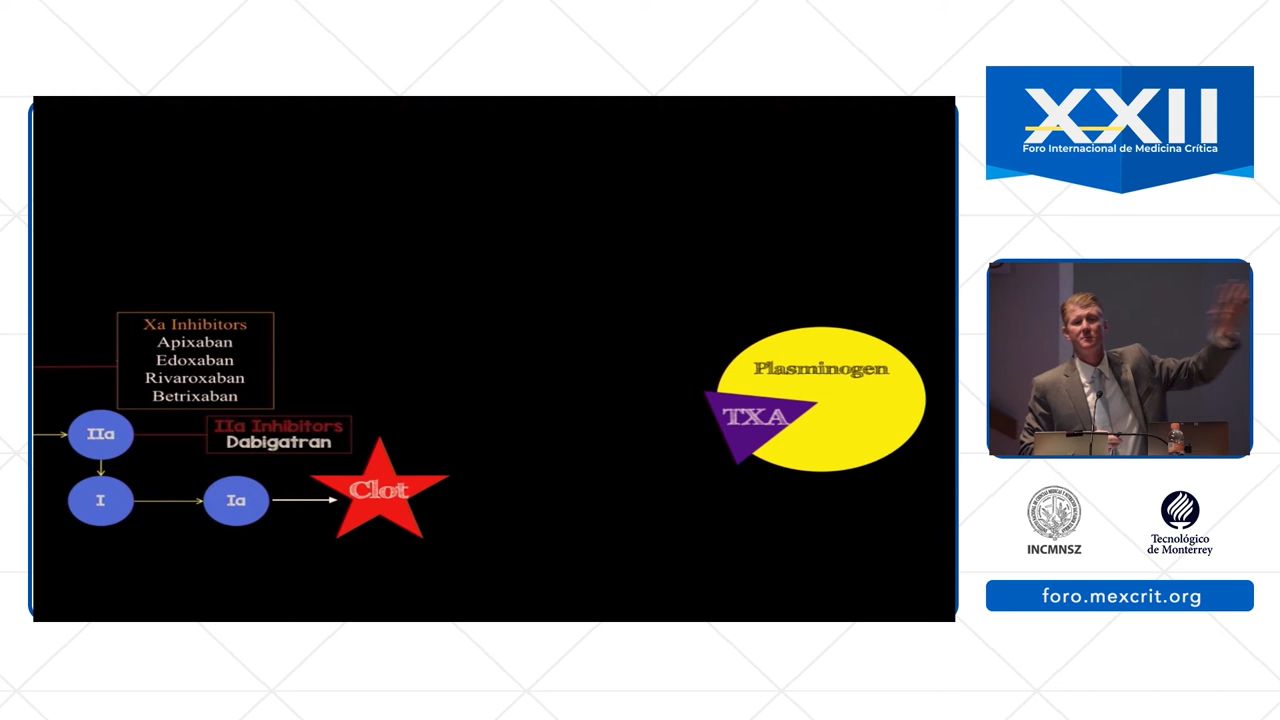 Xa Inhibitors
Apixaban
Edoxaban
Rivaroxaban
Betrixaban
IIa
IIa Inhibitors
Dabigatran
I
Ia
Clot
Plasminogen
TXA
XXII
Foro Internacional de Medicina Crítica
INCMNSZ
Tecnológico
de Monterrey
foro.mexcrit.org